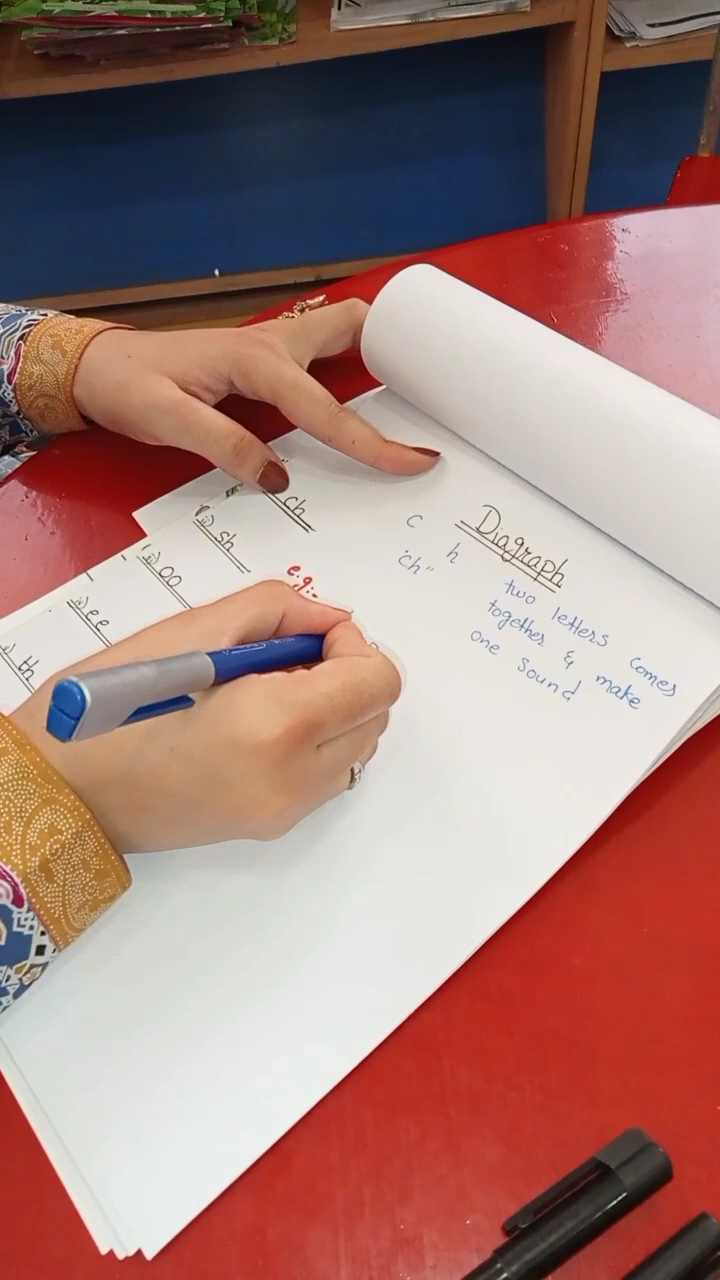 Diagraph
c h
"ch"
two letters comes
together & make
one sound
e.g:-
ch
sh
oo
ee
th